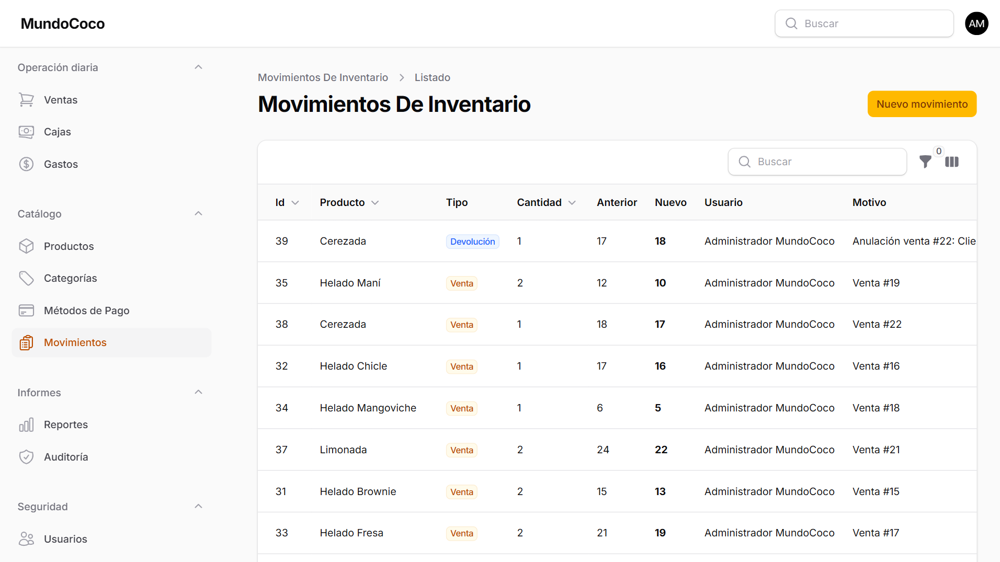 MundoCoco
Buscar
AM
Operación diaria
Ventas
Cajas
Gastos
Catálogo
Productos
Categorías
Métodos de Pago
Movimientos
Informes
Reportes
Auditoría
Seguridad
Usuarios
Movimientos De Inventario > Listado
Movimientos De Inventario
Nuevo movimiento
Buscar
0
Id Producto Tipo Cantidad Anterior Nuevo Usuario Motivo
39 Cerezada Devolución 1 17 18 Administrador MundoCoco Anulación venta #22: Clie
35 Helado Maní Venta 2 12 10 Administrador MundoCoco Venta #19
38 Cerezada Venta 1 18 17 Administrador MundoCoco Venta #22
32 Helado Chicle Venta 1 17 16 Administrador MundoCoco Venta #16
34 Helado Mangoviche Venta 1 6 5 Administrador MundoCoco Venta #18
37 Limonada Venta 2 24 22 Administrador MundoCoco Venta #21
31 Helado Brownie Venta 2 15 13 Administrador MundoCoco Venta #15
33 Helado Fresa Venta 2 21 19 Administrador MundoCoco Venta #17